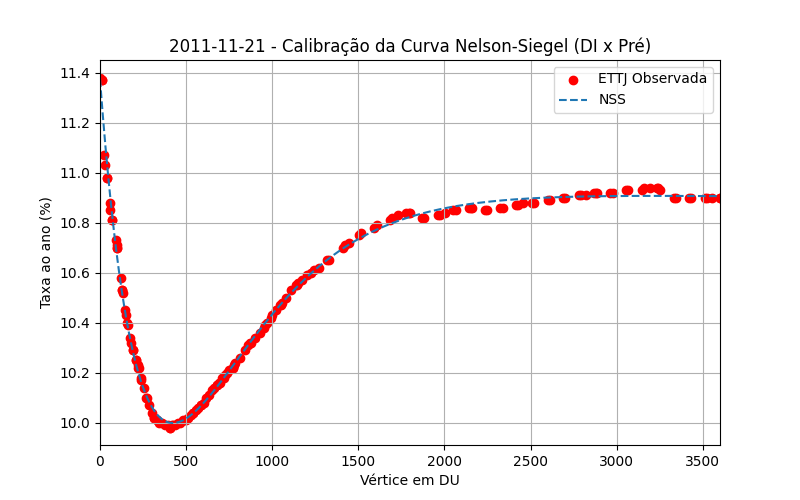 2011-11-21 - Calibração da Curva Nelson-Siegel (DI x Pré)
ETTJ Observada
NSS
Taxa ao ano (%)
11.4
11.2
11.0
10.8
10.6
10.4
10.2
10.0
0 500 1000 1500 2000 2500 3000 3500
Vértice em DU